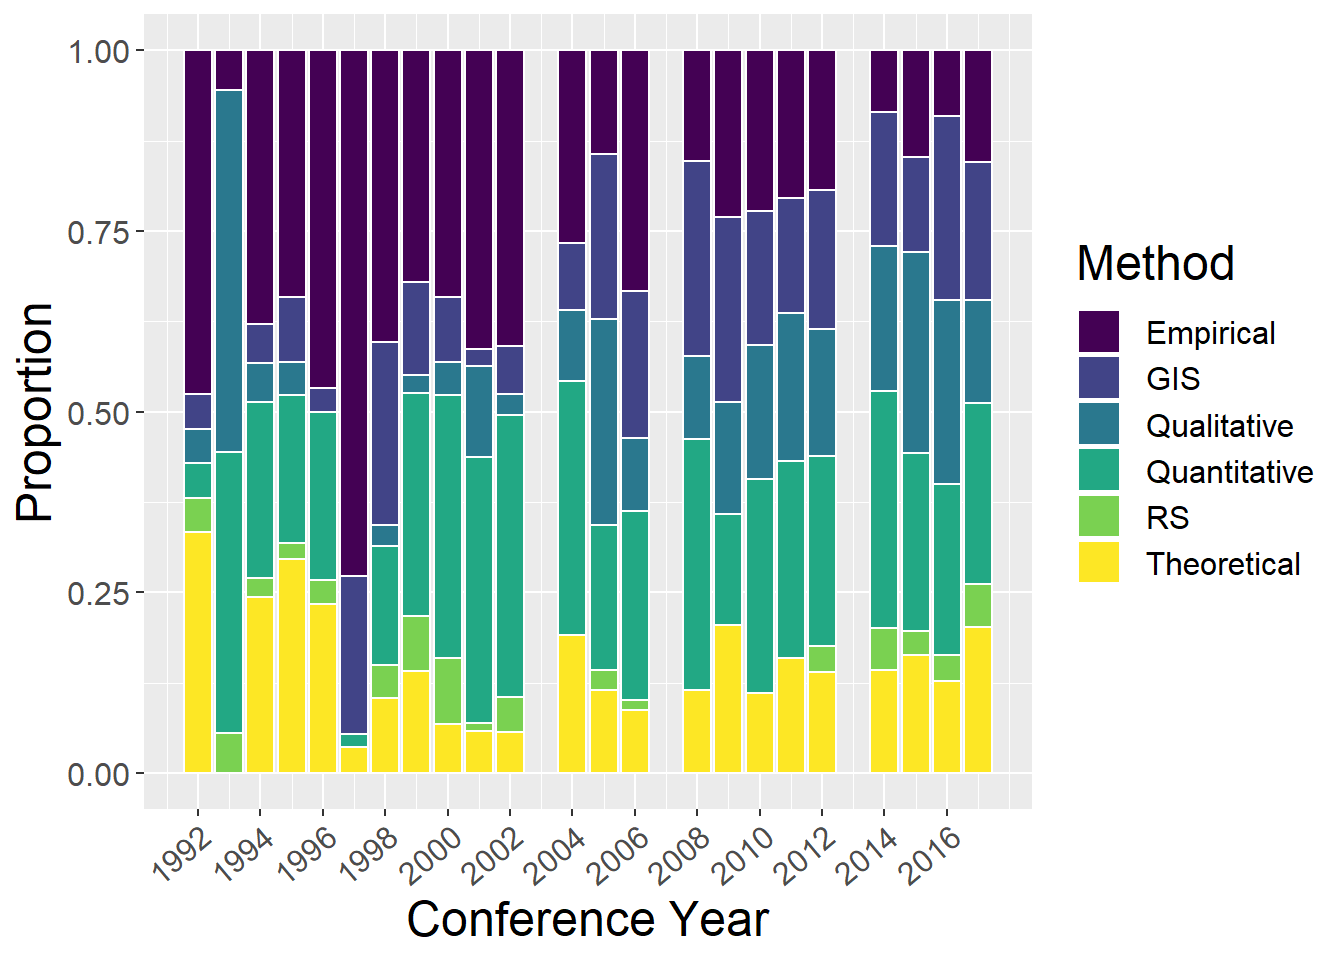 1.00
0.75
0.50
0.25
0.00
Proportion
1992
1994
1996
1998
2000
2002
2004
2006
2008
2010
2012
2014
2016
Conference Year
Method
Empirical
GIS
Qualitative
Quantitative
RS
Theoretical